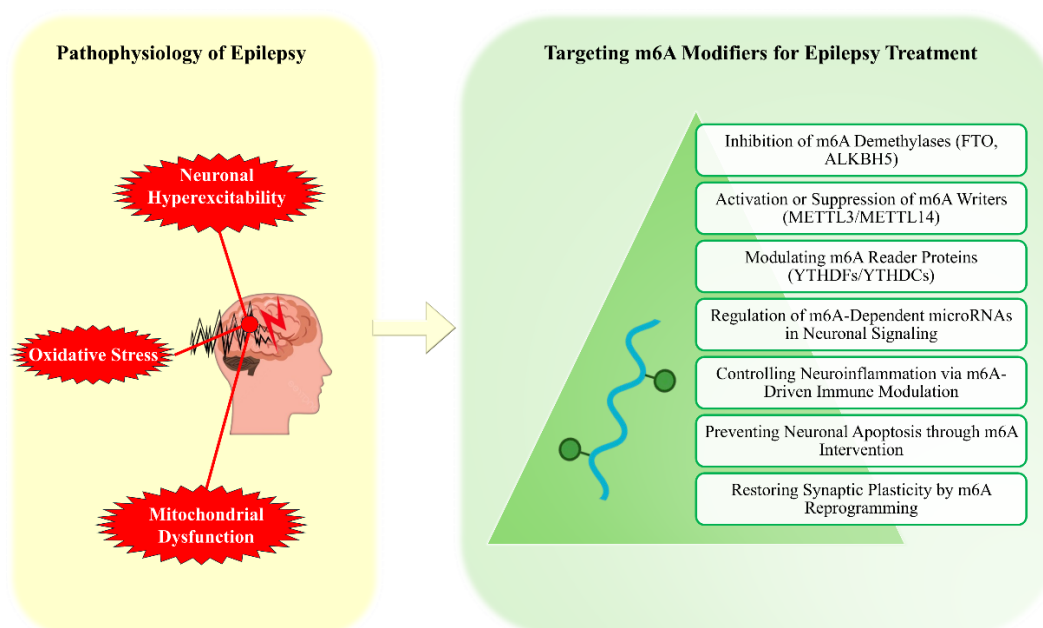 Pathophysiology of Epilepsy
Neuronal
Hyperexcitability
Oxidative Stress
Mitochondrial
Dysfunction
Targeting m6A Modifiers for Epilepsy Treatment
Inhibition of m6A Demethylases (FTO,
ALKBH5)
Activation or Suppression of m6A Writers
(METTL3/METTL14)
Modulating m6A Reader Proteins
(YTHDFs/YTHDCs)
Regulation of m6A-Dependent microRNAs
in Neuronal Signaling
Controlling Neuroinflammation via m6A-
Driven Immune Modulation
Preventing Neuronal Apoptosis through m6A
Intervention
Restoring Synaptic Plasticity by m6A
Reprogramming